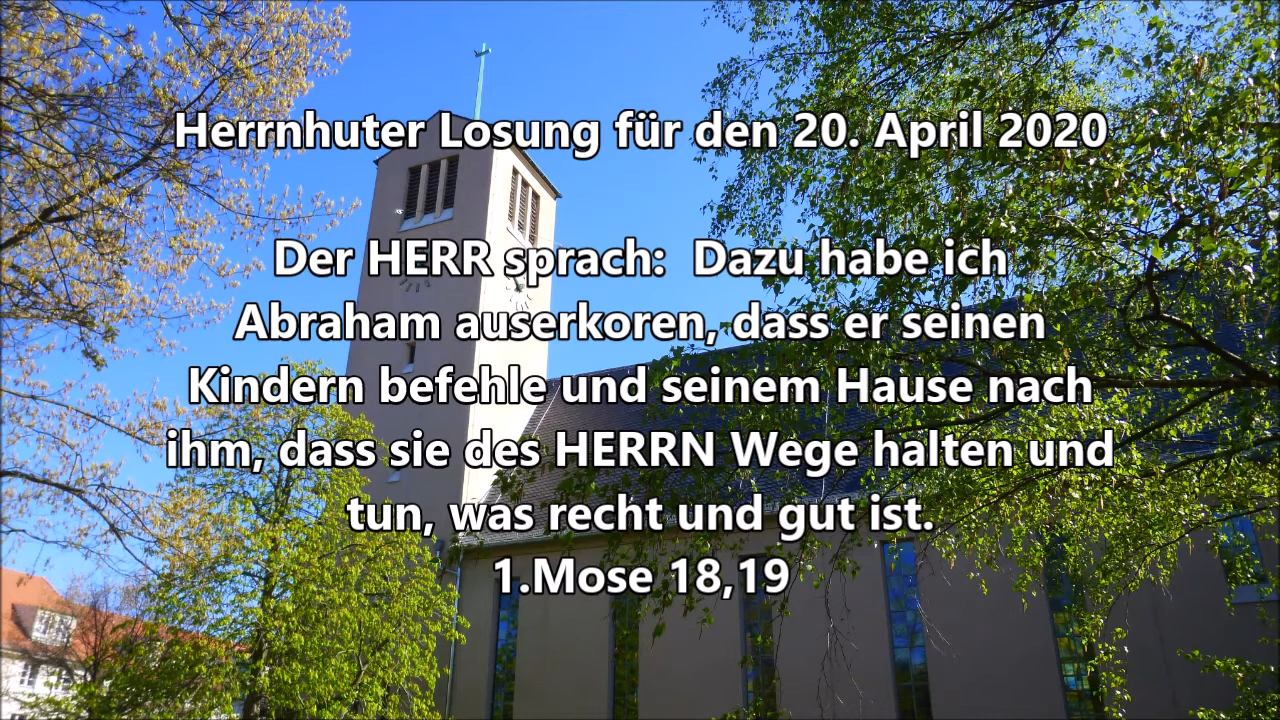 Herrnhuter Losung für den 20. April 2020
Der HERR sprach:  Dazu habe ich
Abraham auserkoren, dass er seinen
Kindern befehle und seinem Hause nach
ihm, dass sie des HERRN Wege halten und
tun, was recht und gut ist.
1.Mose 18,19